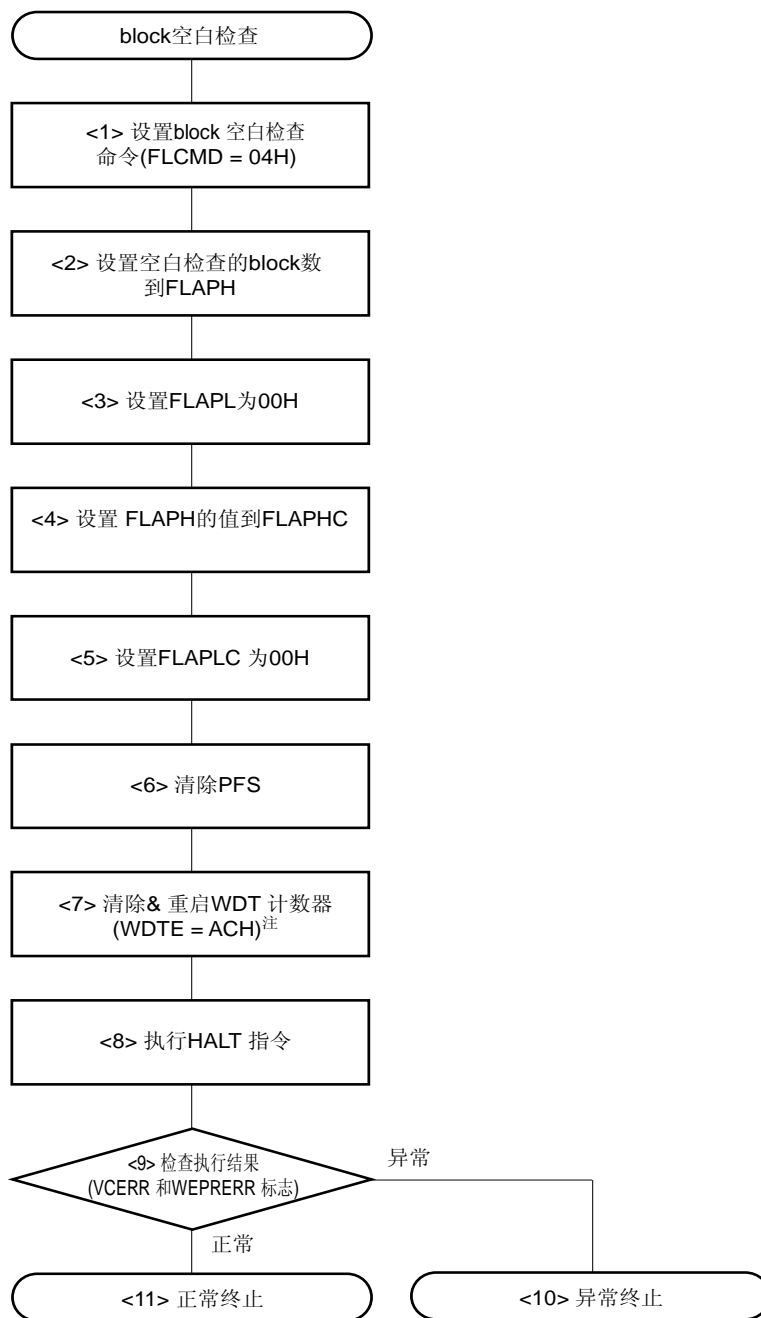 block空白检查
<1> 设置block 空白检查
命令(FLCMD = 04H)
<2> 设置空白检查的block数
到FLAPH
<3> 设置FLAPL为00H
<4> 设置 FLAPH的值到FLAPHC
<5> 设置FLAPLC 为00H
<6> 清除PFS
<7> 清除& 重启WDT 计数器
(WDTE = ACH)注
<8> 执行HALT 指令
<9> 检查执行结果
(VCERR 和WEPRERR 标志)
异常
正常
<11> 正常终止
<10> 异常终止